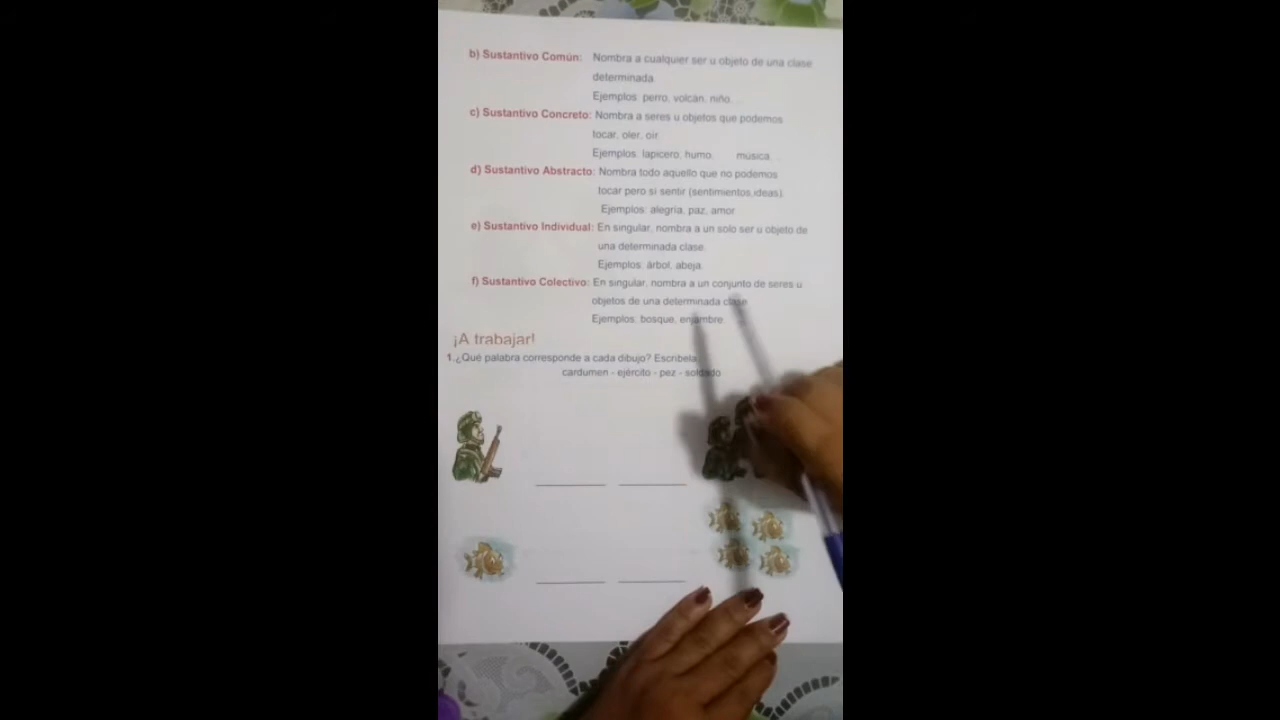 b) Sustantivo Común: Nombra a cualquier ser u objeto de una clase
determinada.
Ejemplos: perro, volcán, niño.
c) Sustantivo Concreto: Nombra a seres u objetos que podemos
tocar, oler, oír
Ejemplos: lapicero, humo, música.
d) Sustantivo Abstracto: Nombra todo aquello que no podemos
tocar pero si sentir (sentimientos,ideas).
Ejemplos: alegría, paz, amor
e) Sustantivo Individual: En singular, nombra a un solo ser u objeto de
una determinada clase.
Ejemplos: árbol, abeja.
f) Sustantivo Colectivo: En singular, nombra a un conjunto de seres u
objetos de una determinada clase
Ejemplos: bosque, enjambre.
¡A trabajar!
1.¿Qué palabra corresponde a cada dibujo? Escríbela
cardumen - ejército - pez - soldado